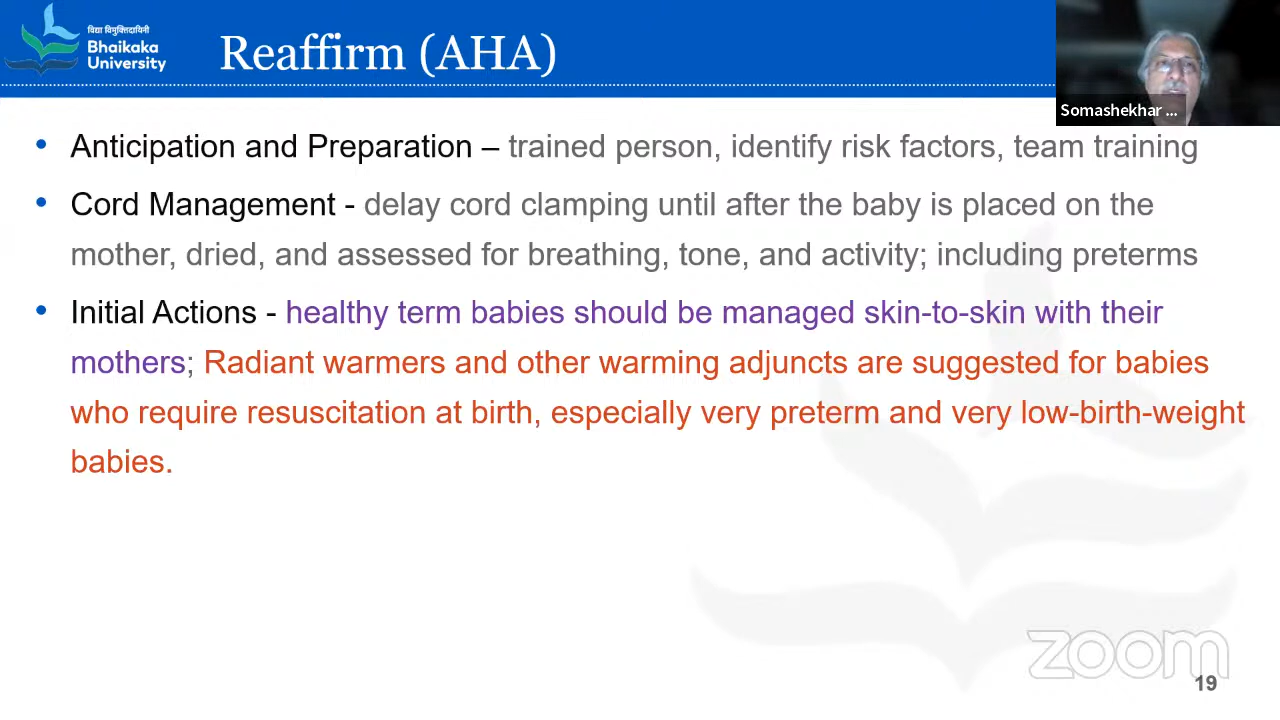 विद्या विमुक्तिदायिनी
Bhaikaka
University
Reaffirm (AHA)
Somashekhar ...
• Anticipation and Preparation – trained person, identify risk factors, team training
• Cord Management - delay cord clamping until after the baby is placed on the
mother, dried, and assessed for breathing, tone, and activity; including preterms
• Initial Actions - healthy term babies should be managed skin-to-skin with their
mothers; Radiant warmers and other warming adjuncts are suggested for babies
who require resuscitation at birth, especially very preterm and very low-birth-weight
babies.
zoom
19